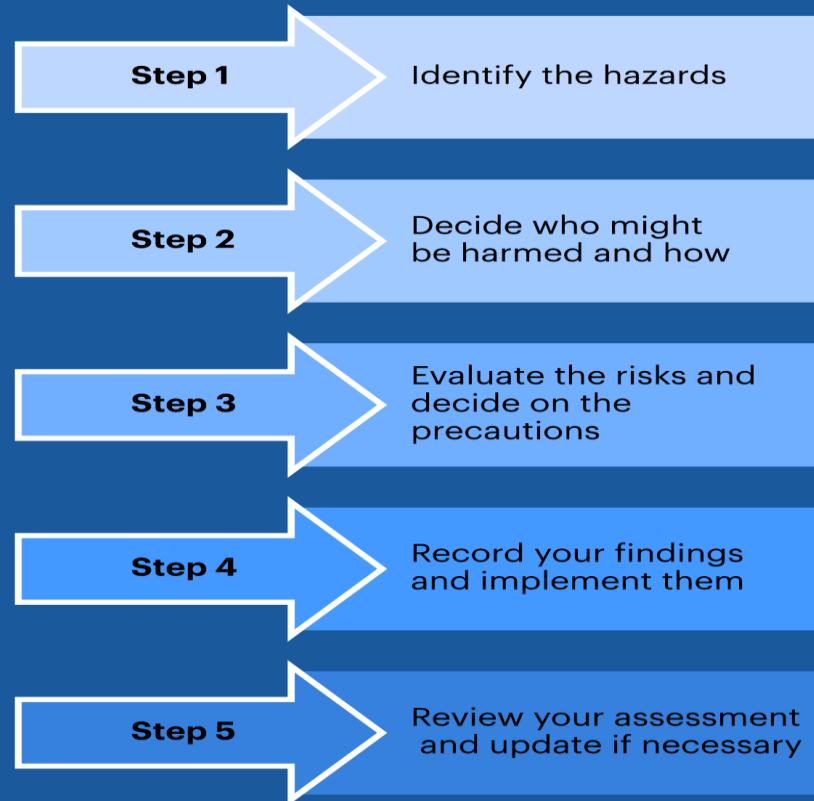 Step 1
Identify the hazards
Step 2
Decide who might
be harmed and how
Step 3
Evaluate the risks and
decide on the
precautions
Step 4
Record your findings
and implement them
Step 5
Review your assessment
and update if necessary